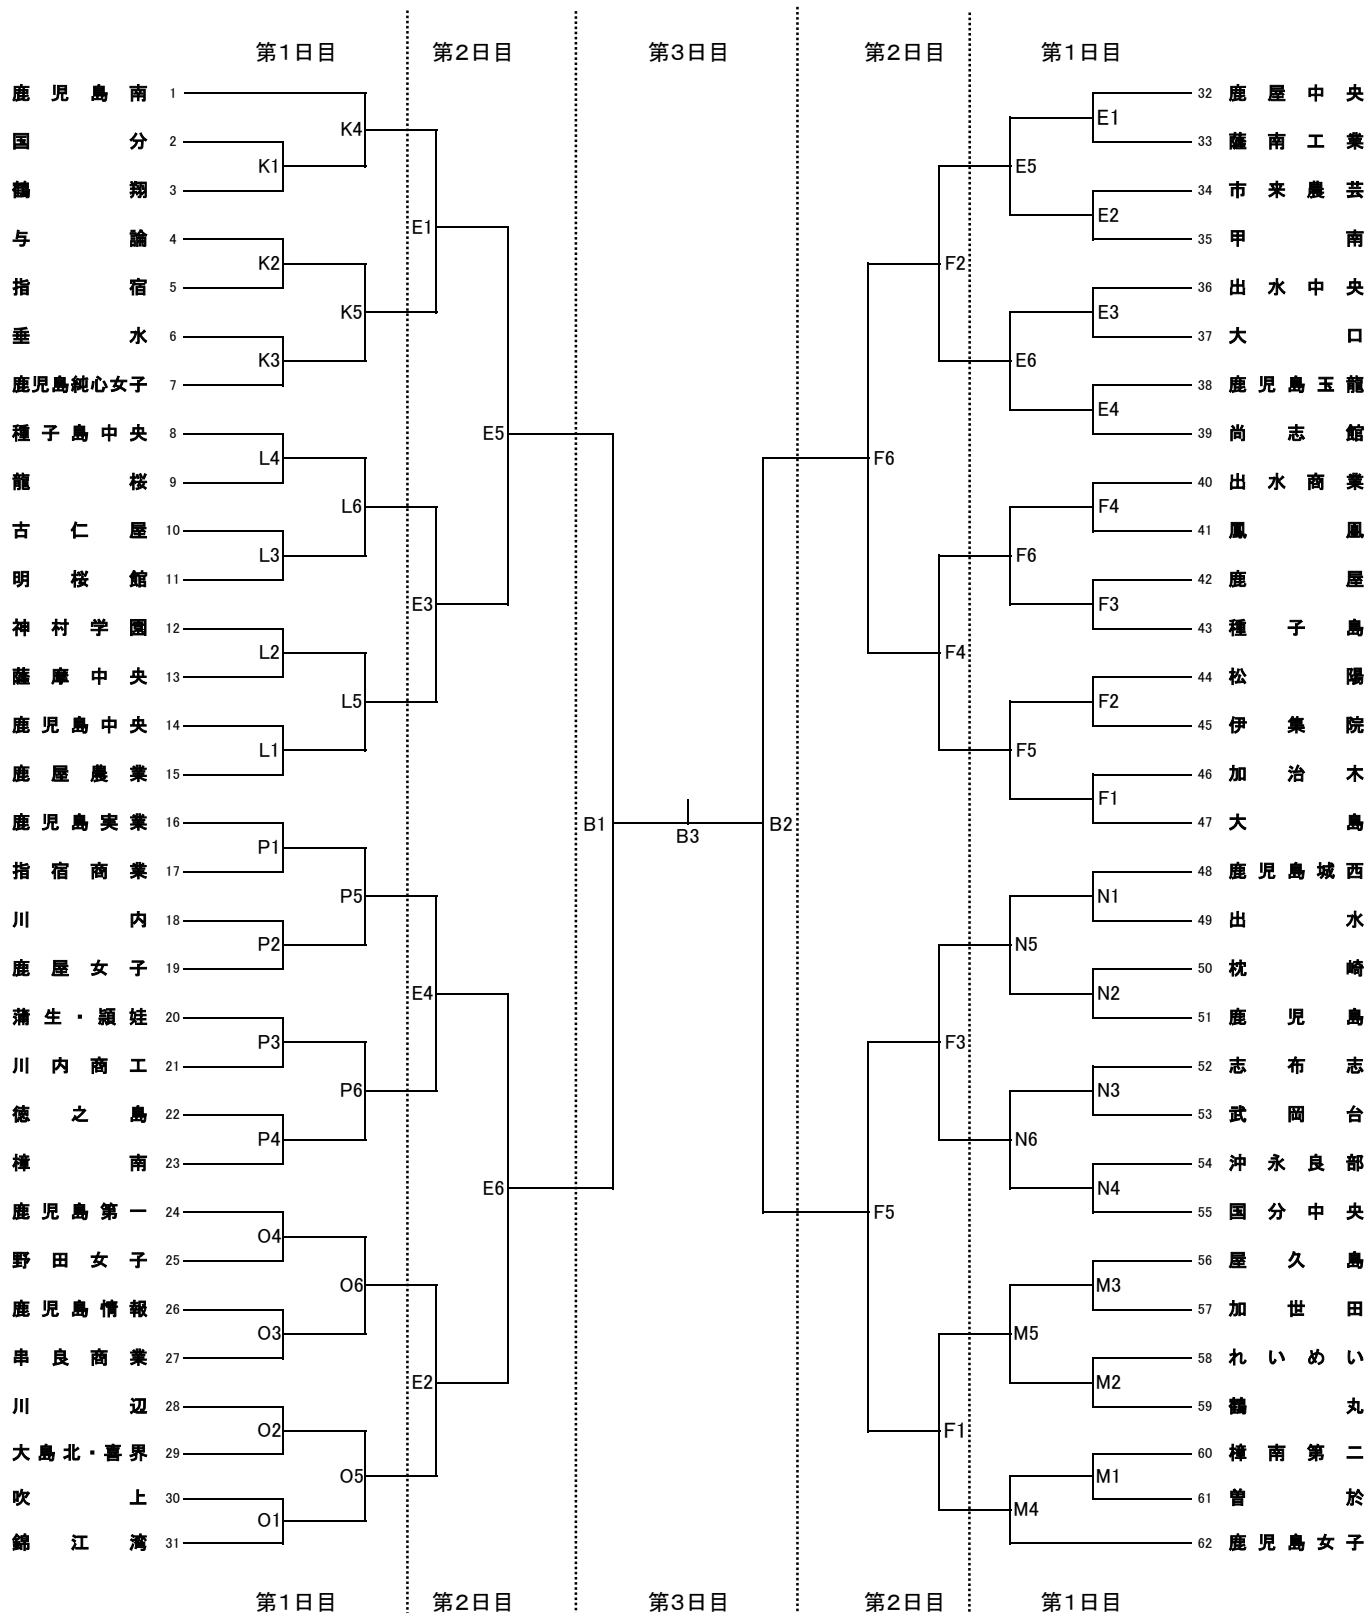 第1日目 第2日目 第3日目 第2日目 第1日目
鹿児島南 1
国分 2
鶴翔 3
与論 4
指宿 5
垂水 6
鹿児島純心女子 7
種子島中央 8
龍桜 9
古仁屋 10
明桜館 11
神村学園 12
薩摩中央 13
鹿児島中央 14
鹿屋農業 15
鹿児島実業 16
指宿商業 17
川内 18
鹿屋女子 19
蒲生・頴娃 20
川内商工 21
徳之島 22
樟南 23
鹿児島第一 24
野田女子 25
鹿児島情報 26
串良商業 27
川辺 28
大島北・喜界 29
吹上 30
錦江湾 31
K4
K1
K2
K5
K3
L4
L6
L3
L2
L5
L1
P1
P5
P2
P3
P6
P4
O4
O6
O3
O2
O5
O1
E1
E3
E4
E2
E5
E6
B1
B3
B2
F6
F5
F2
F4
F3
F1
E1
E5
E2
E3
E6
E4
F4
F6
F3
F2
F5
F1
N1
N5
N2
N3
N6
N4
M3
M5
M2
M1
M4
32 鹿屋中央
33 薩南工業
34 市来農芸
35 甲南
36 出水中央
37 大口
38 鹿児島玉龍
39 尚志館
40 出水商業
41 鳳凰
42 鹿屋
43 種子島
44 松陽
45 伊集院
46 加治木
47 大島
48 鹿児島城西
49 出水
50 枕崎
51 鹿児島
52 志布志
53 武岡台
54 沖永良部
55 国分中央
56 屋久島
57 加世田
58 れいめい
59 鶴丸
60 樟南第二
61 曽於
62 鹿児島女子
第1日目 第2日目 第3日目 第2日目 第1日目